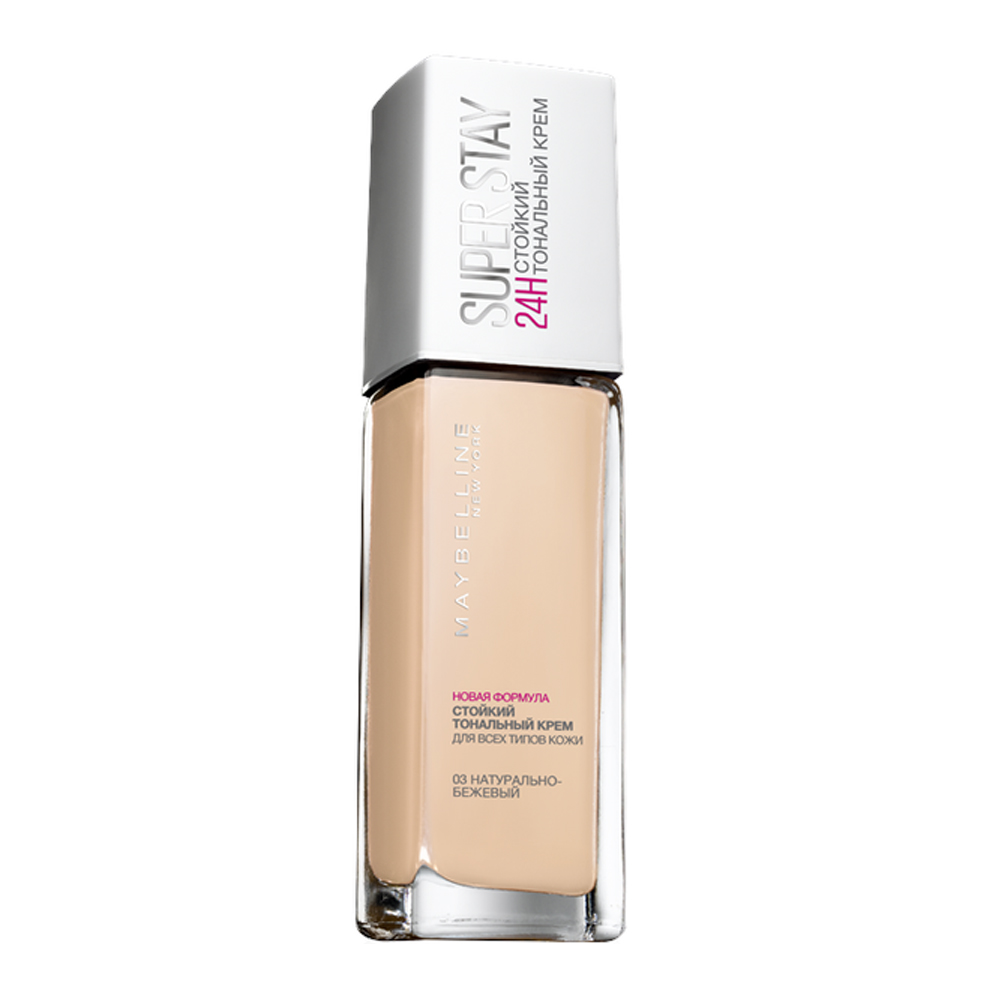 SUPER STAY
24H СТОЙКИЙ
ТОНАЛЬНЫЙ КРЕМ
MAYBELLINE
NEW YORK
НОВАЯ ФОРМУЛА
СТОЙКИЙ
ТОНАЛЬНЫЙ КРЕМ
ДЛЯ ВСЕХ ТИПОВ КОЖИ
03 НАТУРАЛЬНО-
БЕЖЕВЫЙ